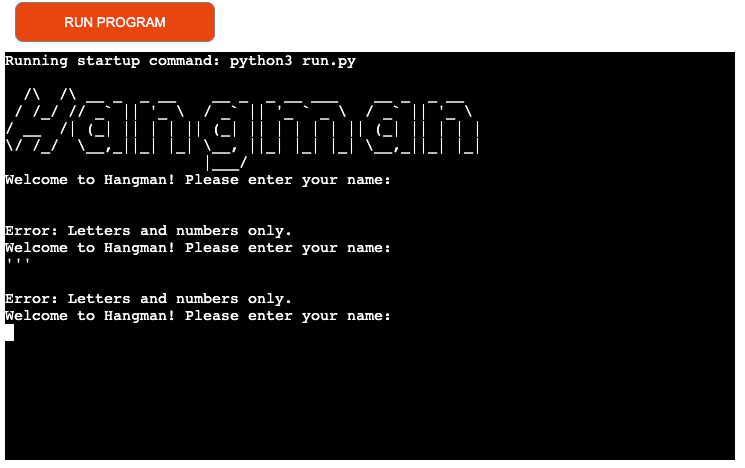 RUN PROGRAM
Running startup command: python3 run.py
Hangman
Welcome to Hangman! Please enter your name:
Error: Letters and numbers only.
Welcome to Hangman! Please enter your name:
'''
Error: Letters and numbers only.
Welcome to Hangman! Please enter your name: